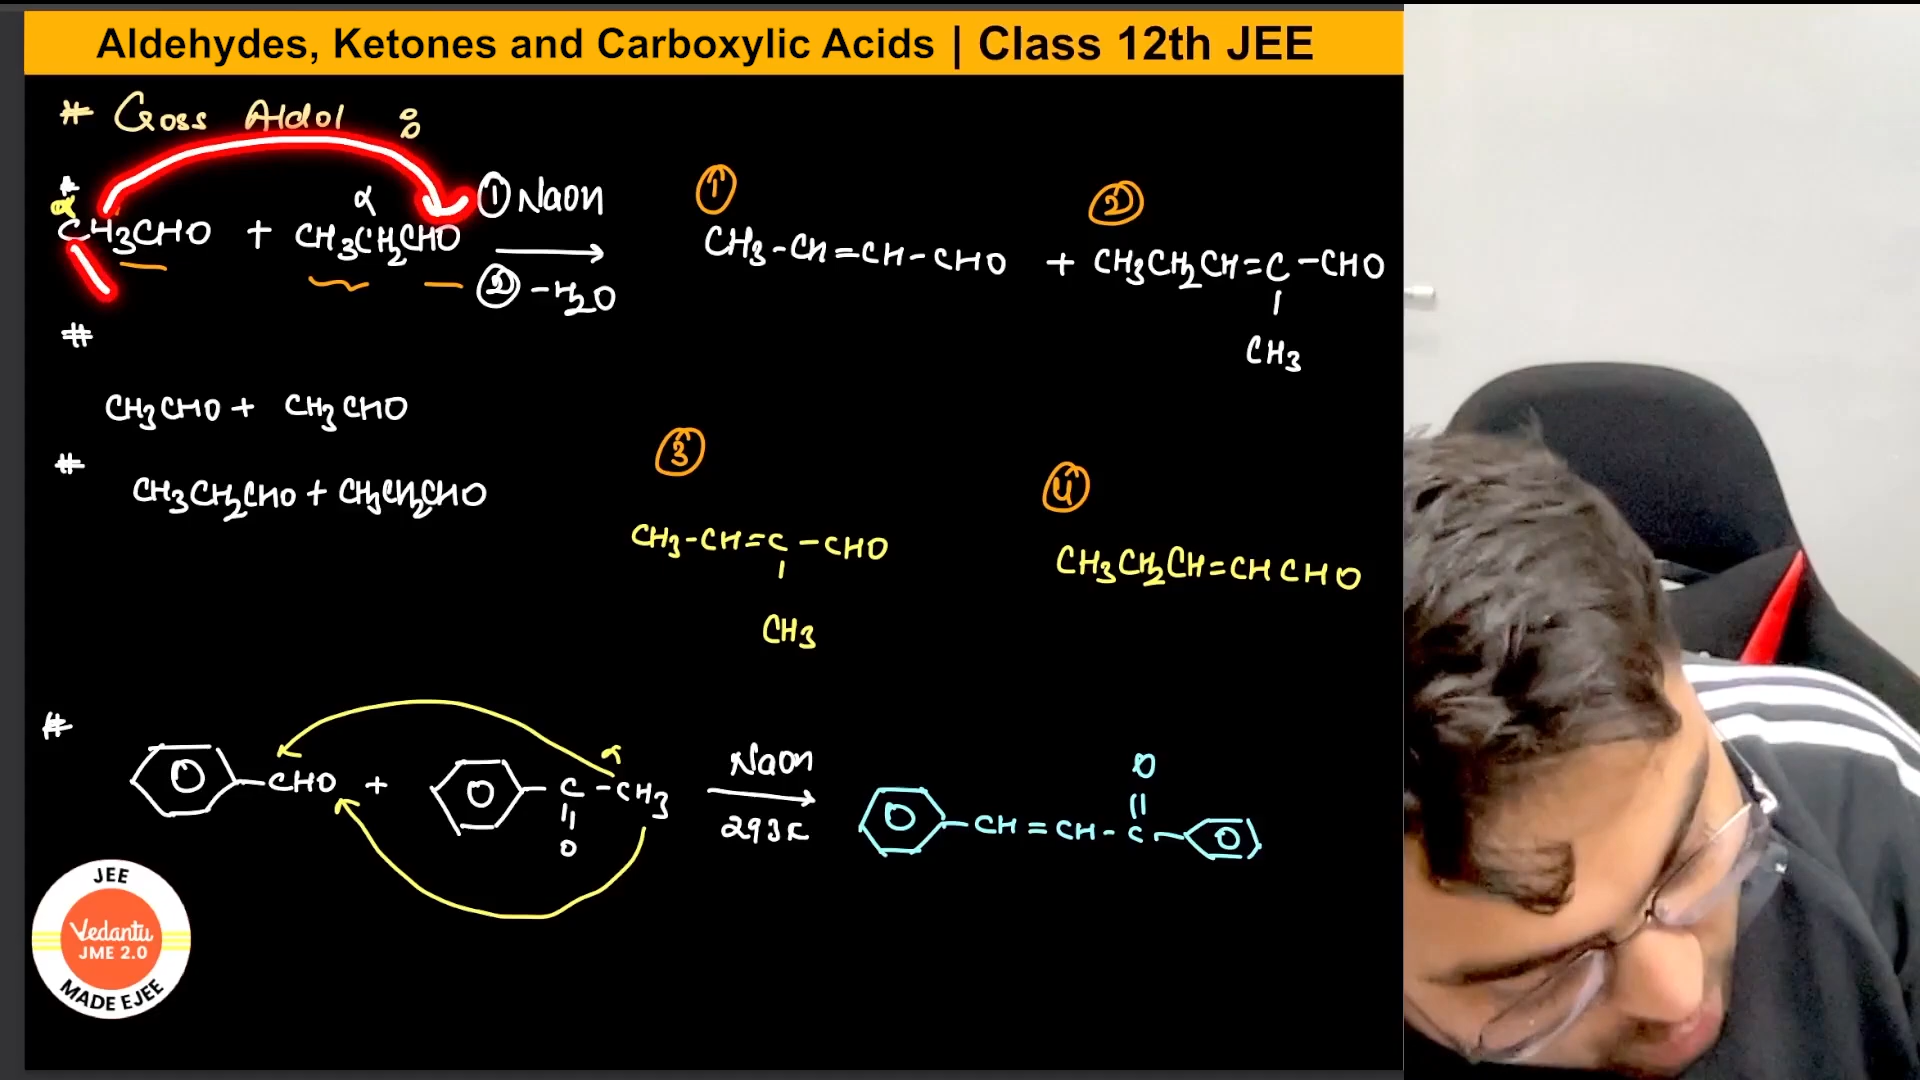 Aldehydes, Ketones and Carboxylic Acids | Class 12th JEE
# Cross Aldol :
α α ① NaOH ① ②
CH3CHO + CH3CH2CHO ② -H2O CH3-CH=CH-CHO + CH3CH2CH=C-CHO
CH3
#
CH3CHO + CH3CHO
③ ④
# CH3CH2CHO + CH3CH2CHO
CH3-CH=C-CHO CH3CH2CH=CHCHO
CH3
#
α NaOH O
CHO + C-CH3 293K CH=CH-C
O
JEE
Vedantu
JME 2.0
MADE EJEE